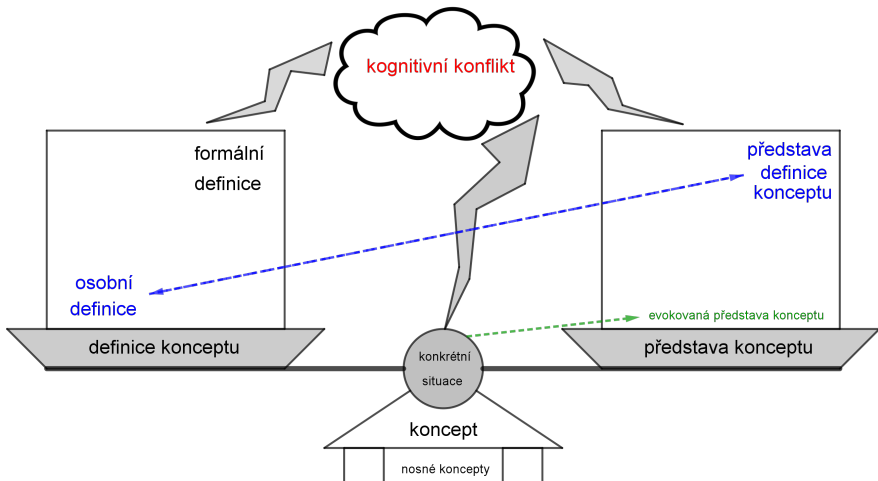 kognitivní konflikt
formální
definice
představa
definice
konceptu
osobní
definice
evokovaná představa konceptu
definice konceptu
konkrétní
situace
představa konceptu
koncept
nosné koncepty